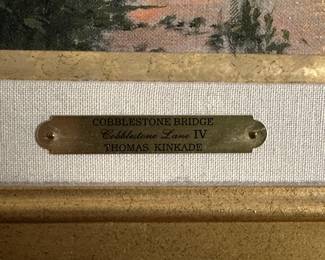 COBBLESTONE BRIDGE
Cobblestone Lane IV
THOMAS KINKADE